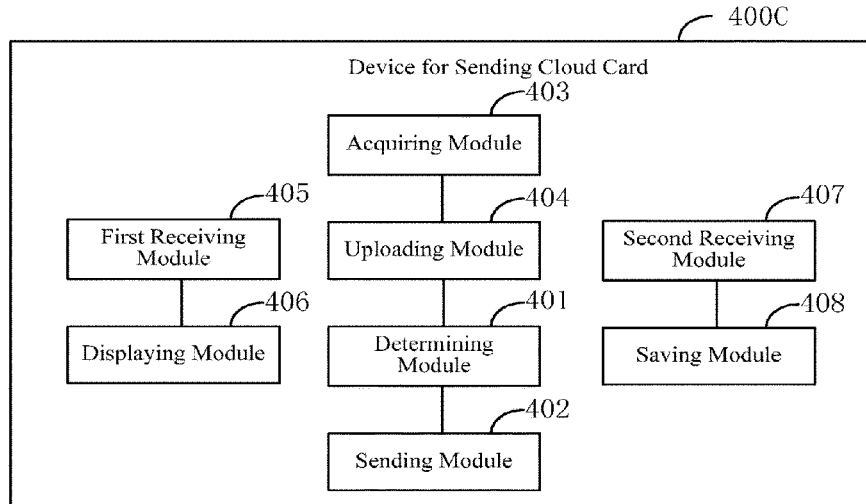 400C
Device for Sending Cloud Card
403
Acquiring Module
405
404
407
First Receiving
Module
Uploading Module
Second Receiving
Module
406
401
408
Displaying Module
Determining
Module
Saving Module
402
Sending Module